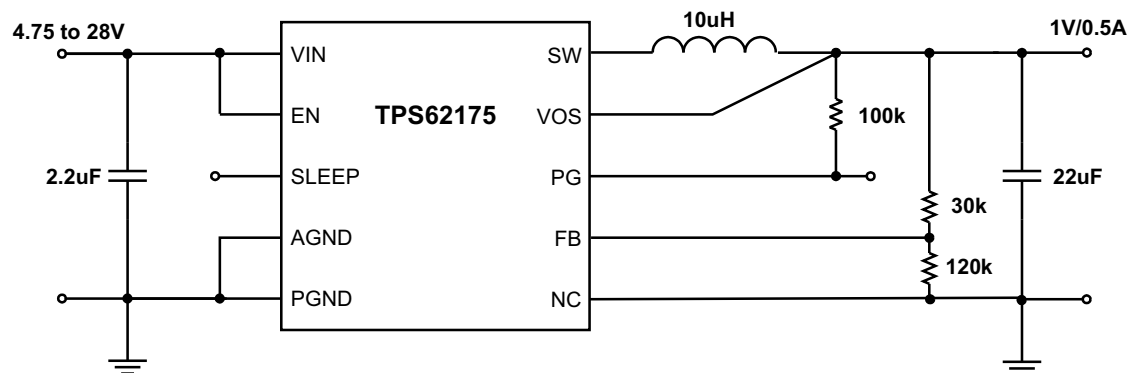 4.75 to 28V
10uH
1V/0.5A
VIN
SW
EN
TPS62175
VOS
100k
2.2uF
SLEEP
PG
22uF
30k
AGND
FB
120k
PGND
NC